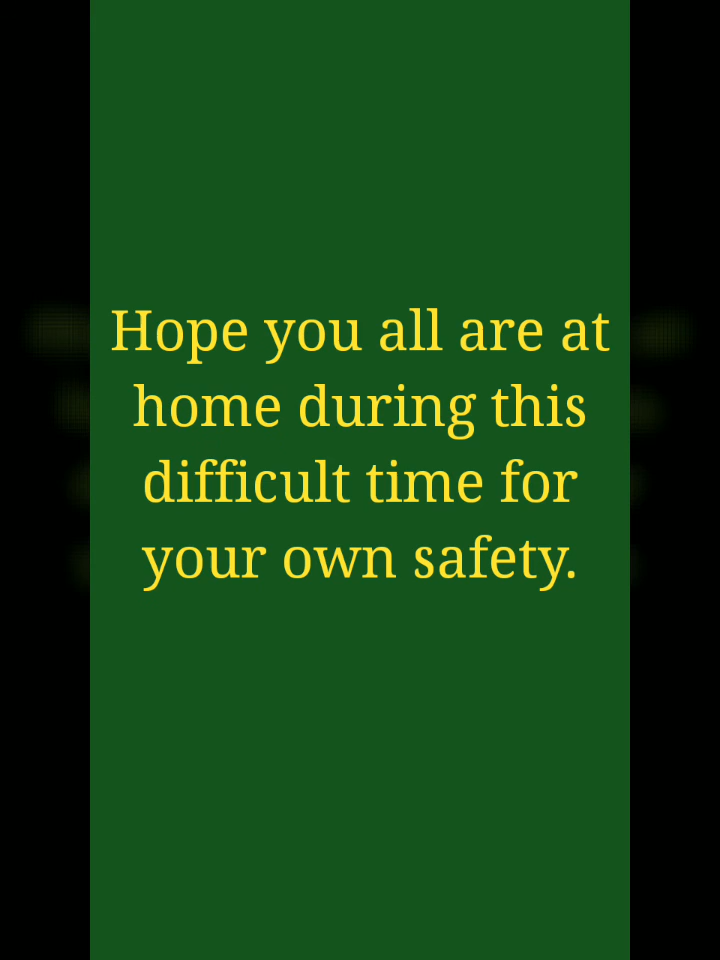 Hope you all are at
home during this
difficult time for
your own safety.